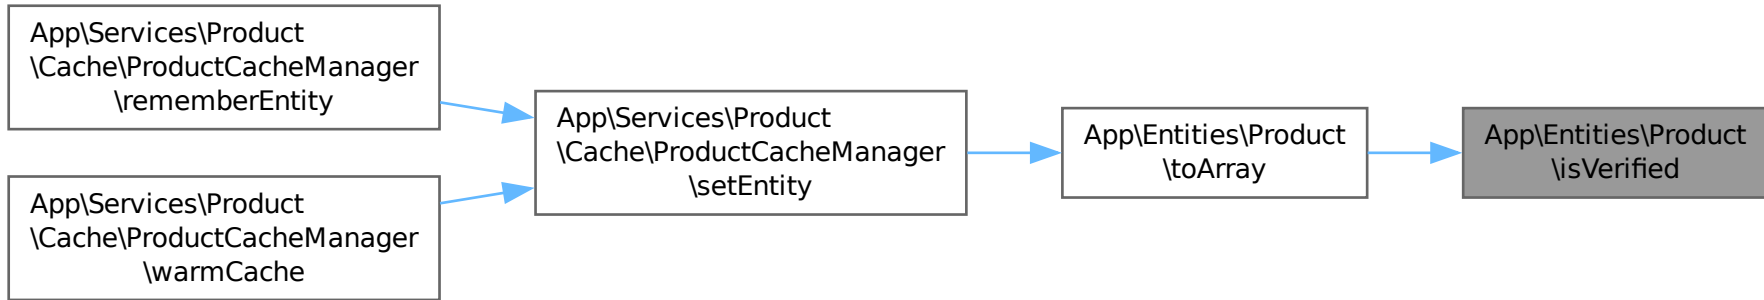 App\Services\Product
\Cache\ProductCacheManager
\rememberEntity
App\Services\Product
\Cache\ProductCacheManager
\warmCache
App\Services\Product
\Cache\ProductCacheManager
\setEntity
App\Entities\Product
\toArray
App\Entities\Product
\isVerified